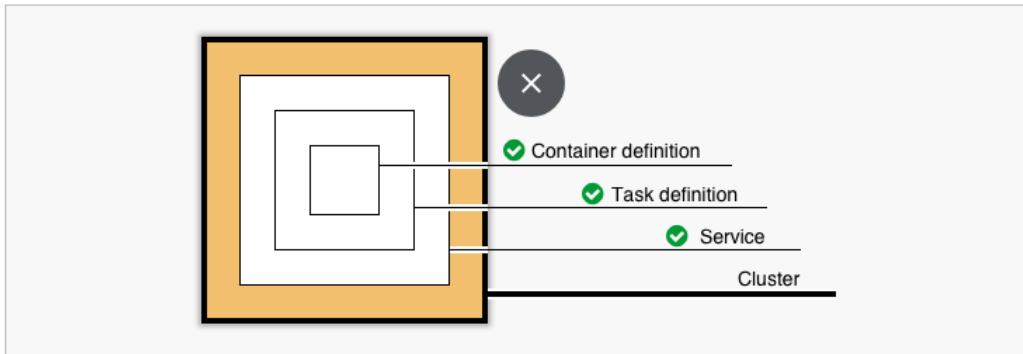 Container definition
Task definition
Service
Cluster